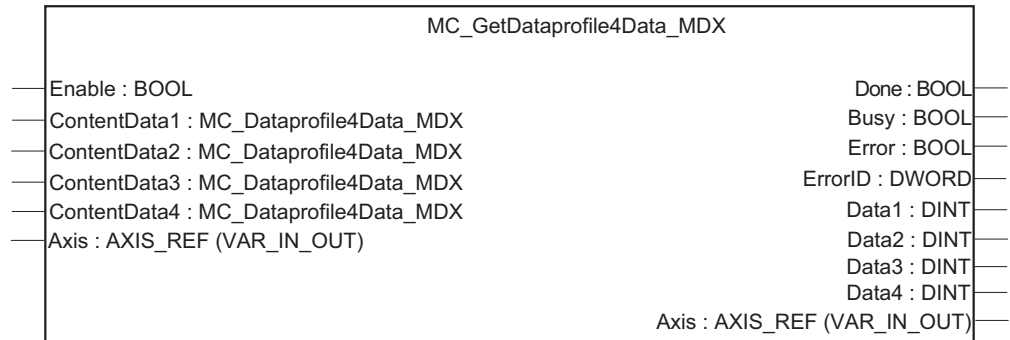 MC_GetDataprofile4Data_MDX
Enable : BOOL
ContentData1 : MC_Dataprofile4Data_MDX
ContentData2 : MC_Dataprofile4Data_MDX
ContentData3 : MC_Dataprofile4Data_MDX
ContentData4 : MC_Dataprofile4Data_MDX
Axis : AXIS_REF (VAR_IN_OUT)
Done : BOOL
Busy : BOOL
Error : BOOL
ErrorID : DWORD
Data1 : DINT
Data2 : DINT
Data3 : DINT
Data4 : DINT
Axis : AXIS_REF (VAR_IN_OUT)